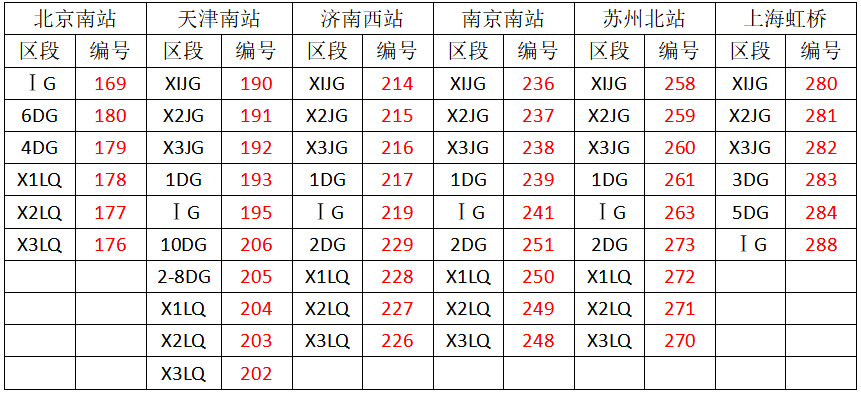 北京南站 天津南站 济南西站 南京南站 苏州北站 上海虹桥
区段 编号 区段 编号 区段 编号 区段 编号 区段 编号 区段 编号
ⅠG 169 XIJG 190 XIJG 214 XIJG 236 XIJG 258 XIJG 280
6DG 180 X2JG 191 X2JG 215 X2JG 237 X2JG 259 X2JG 281
4DG 179 X3JG 192 X3JG 216 X3JG 238 X3JG 260 X3JG 282
X1LQ 178 1DG 193 1DG 217 1DG 239 1DG 261 3DG 283
X2LQ 177 ⅠG 195 ⅠG 219 ⅠG 241 ⅠG 263 5DG 284
X3LQ 176 10DG 206 2DG 229 2DG 251 2DG 273 ⅠG 288
2-8DG 205 X1LQ 228 X1LQ 250 X1LQ 272
X1LQ 204 X2LQ 227 X2LQ 249 X2LQ 271
X2LQ 203 X3LQ 226 X3LQ 248 X3LQ 270
X3LQ 202